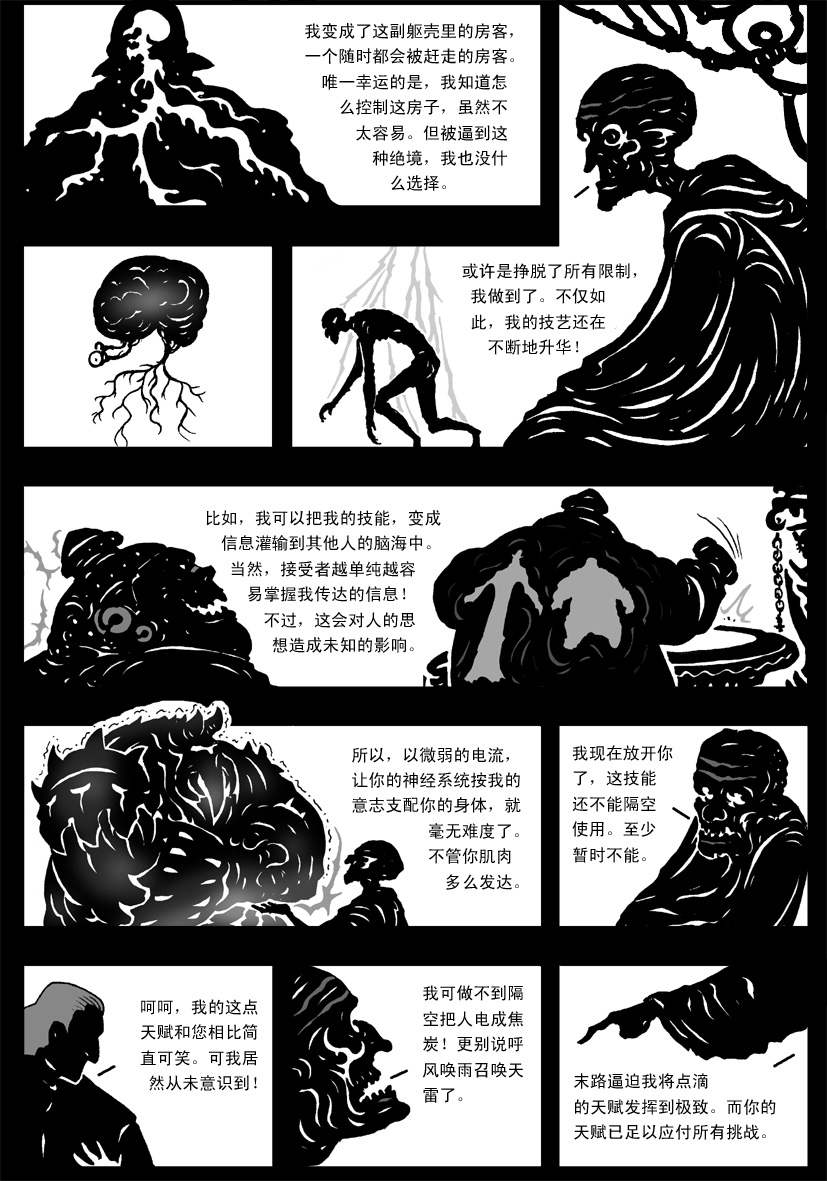 我变成了这副躯壳里的房客，
一个随时都会被赶走的房客。
唯一幸运的是，我知道怎
么控制这房子，虽然不
太容易。但被逼到这
种绝境，我也没什
么选择。
或许是挣脱了所有限制，
我做到了。不仅如
此，我的技艺还在
不断地升华！
比如，我可以把我的技能，变成
信息灌输到其他人的脑海中。
当然，接受者越单纯越容
易掌握我传达的信息！
不过，这会对人的思
想造成未知的影响。
所以，以微弱的电流，
让你的神经系统按我的
意志支配你的身体，就
毫无难度了。
不管你肌肉
多么发达。
我现在放开你
了，这技能
还不能隔空
使用。至少
暂时不能。
呵呵，我的这点
天赋和您相比简
直可笑。可我居
然从未意识到！
我可做不到隔
空把人电成焦
炭！更别说呼
风唤雨召唤天
雷了。
末路逼迫我将点滴
的天赋发挥到极致。而你的
天赋已足以应付所有挑战。